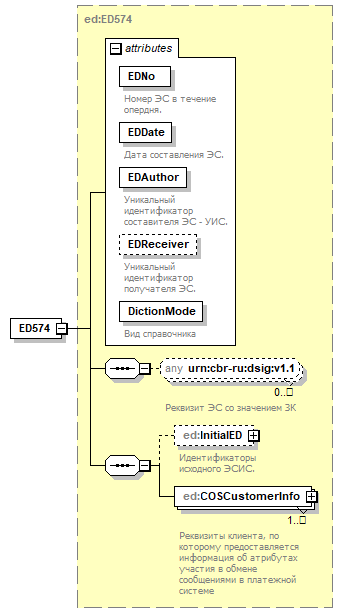 ed:ED574
attributes
EDNo
Номер ЭС в течение
опердня.
EDDate
Дата составления ЭС.
EDAuthor
Уникальный
идентификатор
составителя ЭС - УИС.
EDReceiver
Уникальный
идентификатор
получателя ЭС.
DictionMode
Вид справочника
ED574
any urn:cbr-ru:dsig:v1.1
0..□
Реквизит ЭС со значением ЗК
ed:InitialED
Идентификаторы
исходного ЭСИС.
ed:COSCustomerInfo
1..□
Реквизиты клиента, по
которому предоставляется
информация об атрибутах
участия в обмене
сообщениями в платежной
системе